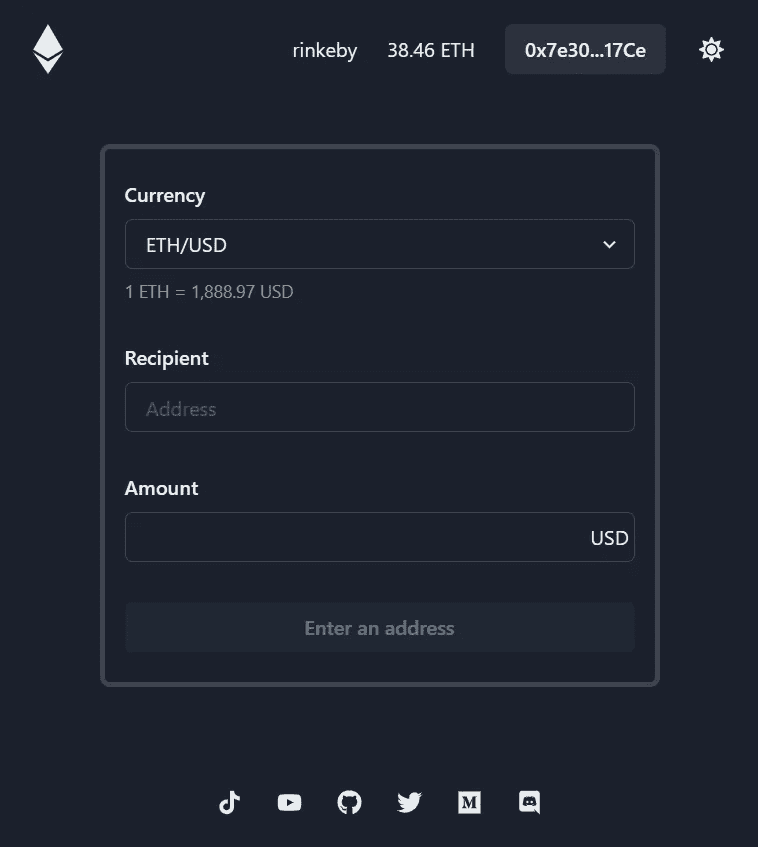 rinkeby 38.46 ETH 0x7e30...17Ce
Currency
ETH/USD
1 ETH = 1,888.97 USD
Recipient
Address
Amount
USD
Enter an address
M